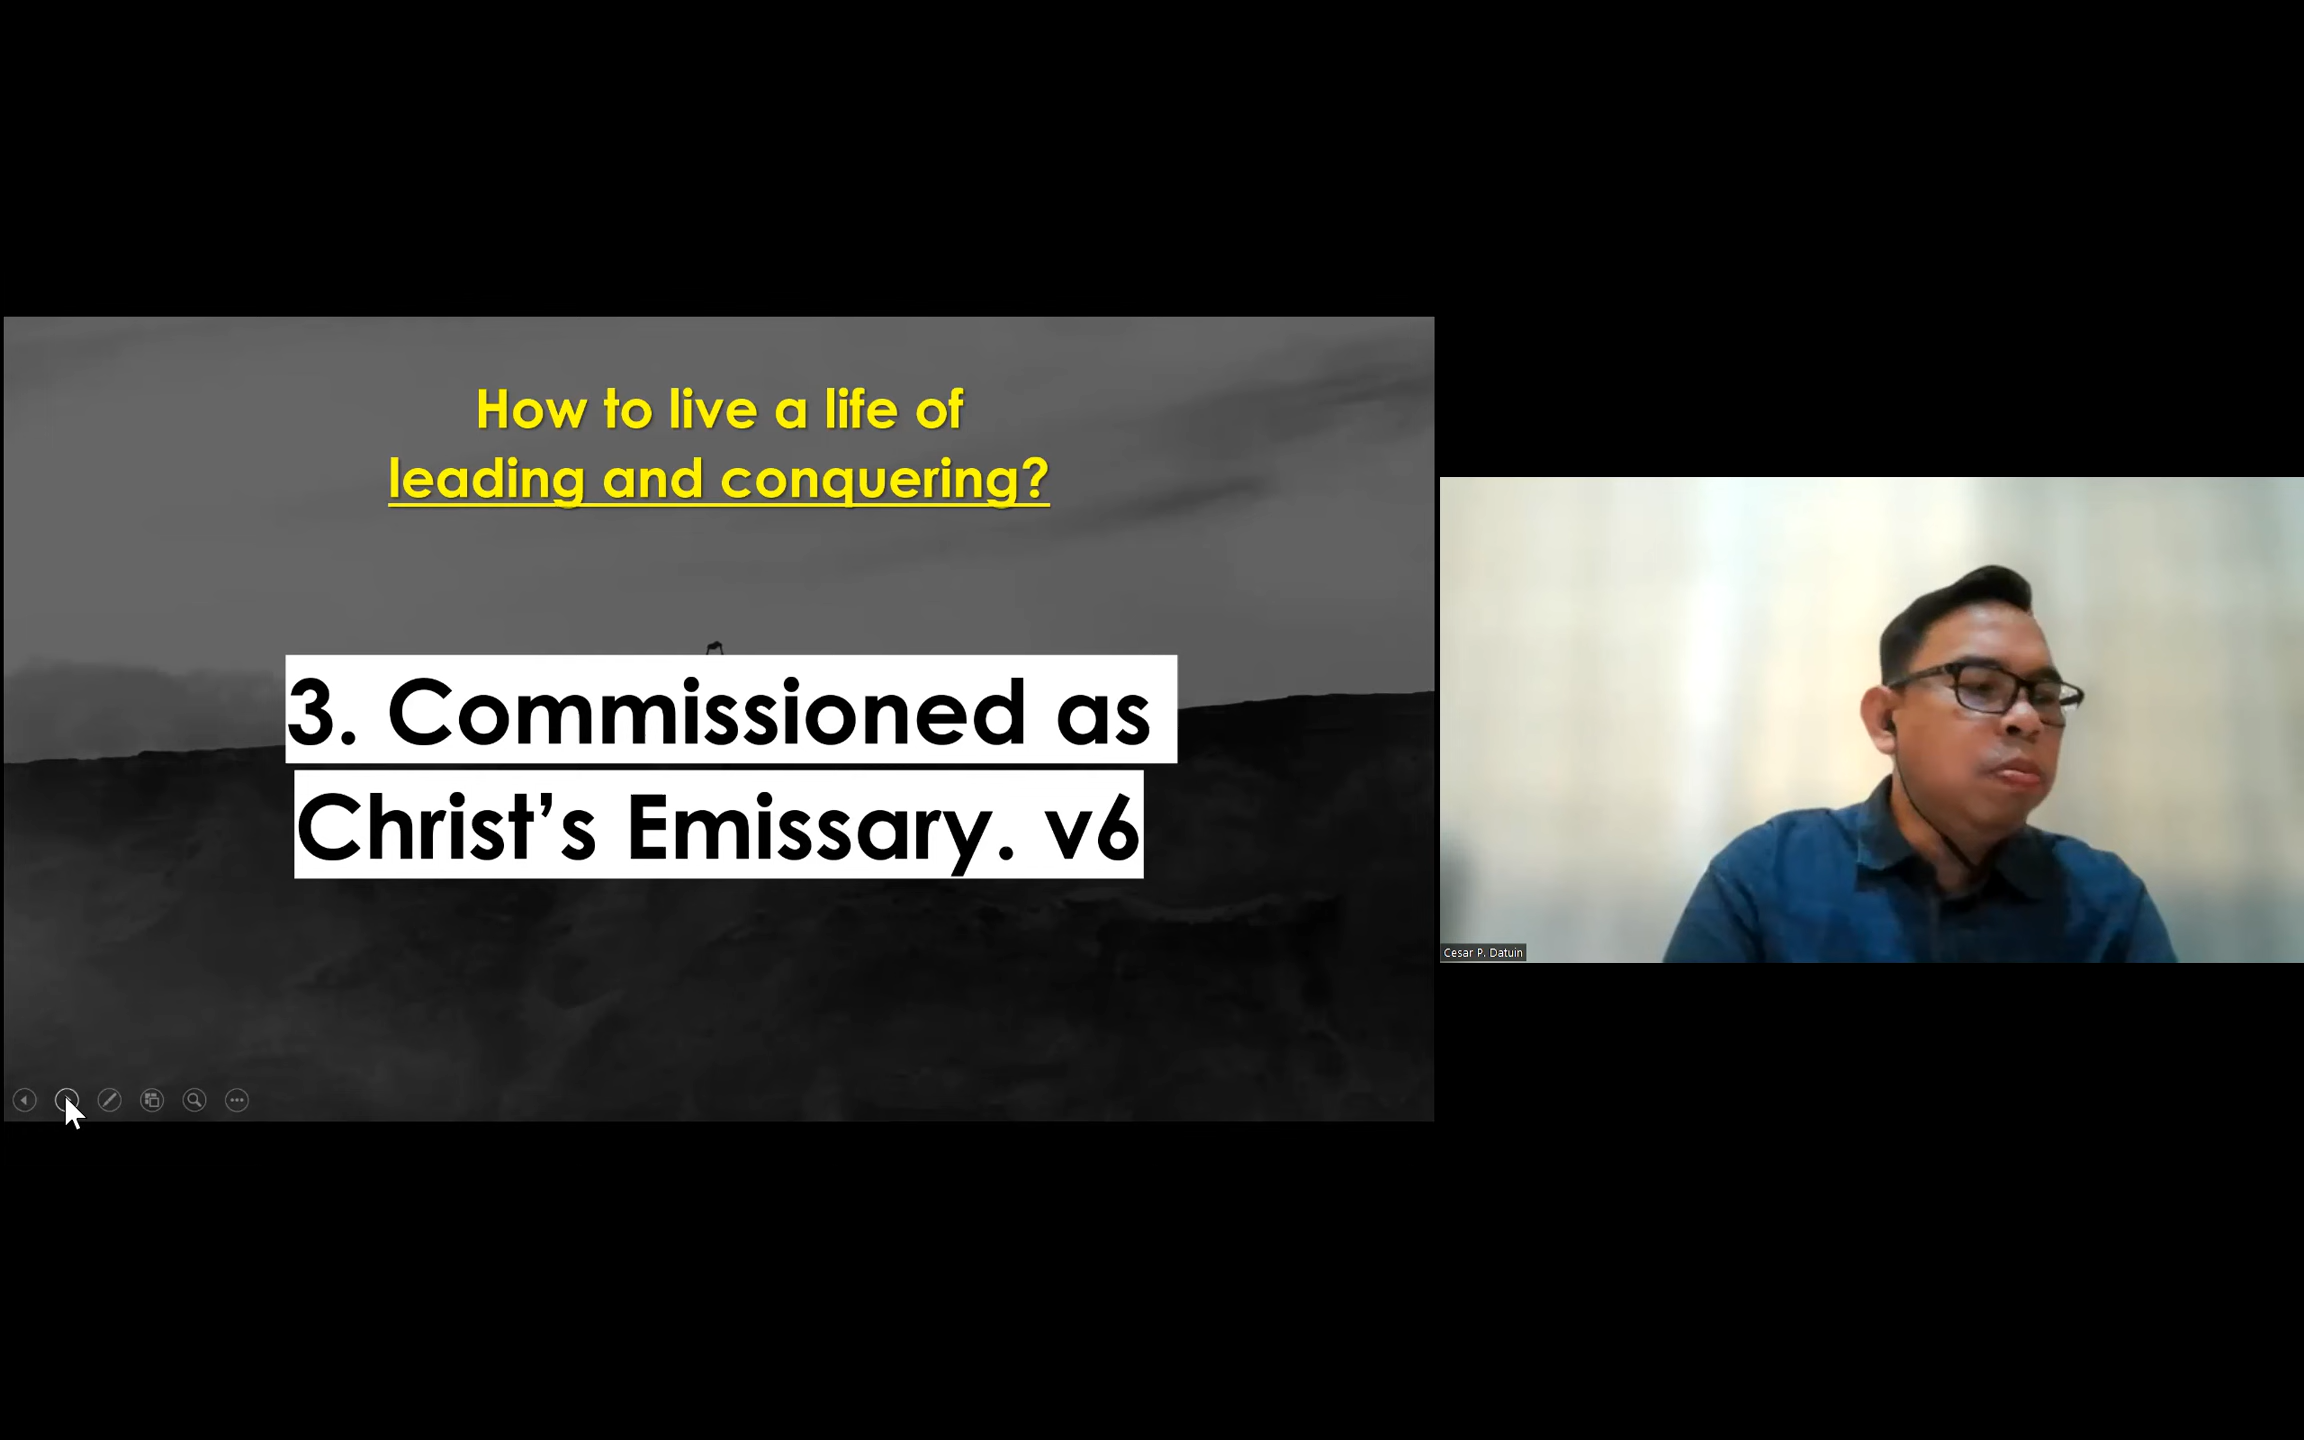 How to live a life of
leading and conquering?
3. Commissioned as
Christ’s Emissary. v6
Cesar P. Datuin